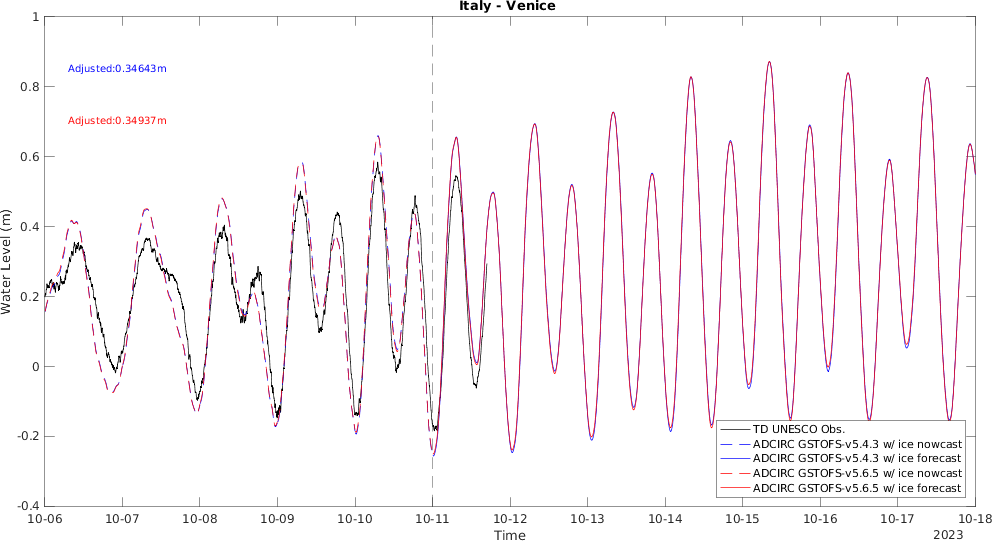 Italy - Venice
Adjusted:0.34643m
Adjusted:0.34937m
Water Level (m)
1
0.8
0.6
0.4
0.2
0
-0.2
-0.4
TD UNESCO Obs.
ADCIRC GSTOFS-v5.4.3 w/ ice nowcast
ADCIRC GSTOFS-v5.4.3 w/ ice forecast
ADCIRC GSTOFS-v5.6.5 w/ ice nowcast
ADCIRC GSTOFS-v5.6.5 w/ ice forecast
10-06 10-07 10-08 10-09 10-10 10-11 10-12 10-13 10-14 10-15 10-16 10-17 10-18
Time
2023